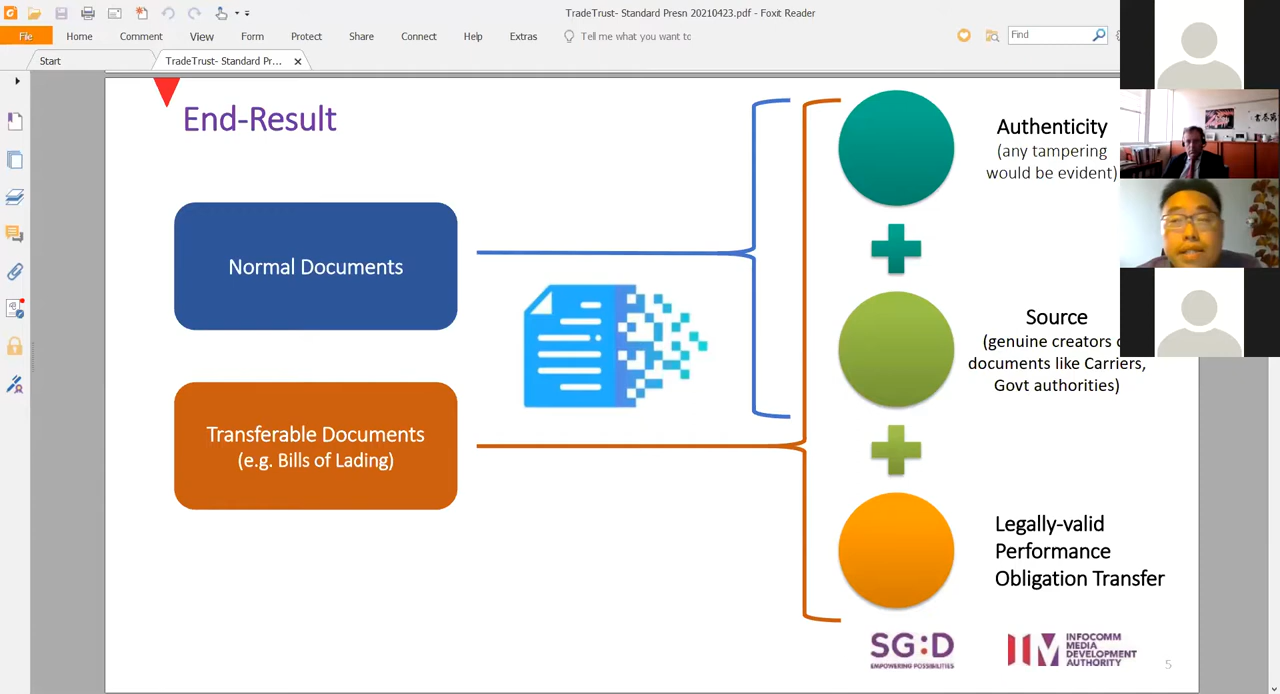 TradeTrust- Standard Presn 20210423.pdf - Foxit Reader
File Home Comment View Form Protect Share Connect Help Extras Tell me what you want to Find
Start TradeTrust- Standard Pr...
End-Result
Normal Documents
Transferable Documents
(e.g. Bills of Lading)
Authenticity
(any tampering
would be evident)
Source
(genuine creators
documents like Carriers,
Govt authorities)
Legally-valid
Performance
Obligation Transfer
SG:D
EMPOWERING POSSIBILITIES
INFOCOMM
MEDIA
DEVELOPMENT
AUTHORITY
5